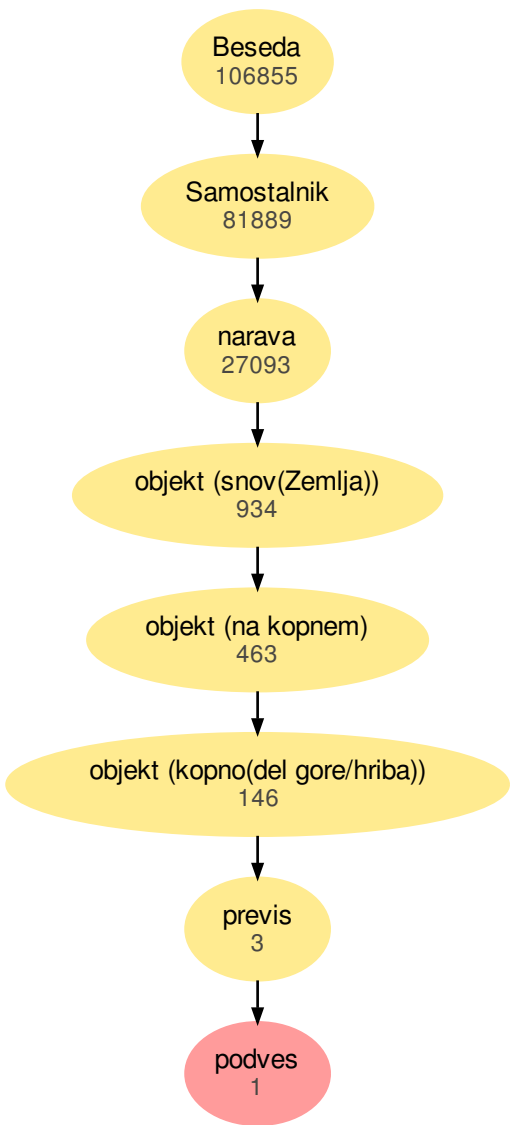 Beseda
106855
Samostalnik
81889
narava
27093
objekt (snov(Zemlja))
934
objekt (na kopnem)
463
objekt (kopno(del gore/hriba))
146
previs
3
podves
1